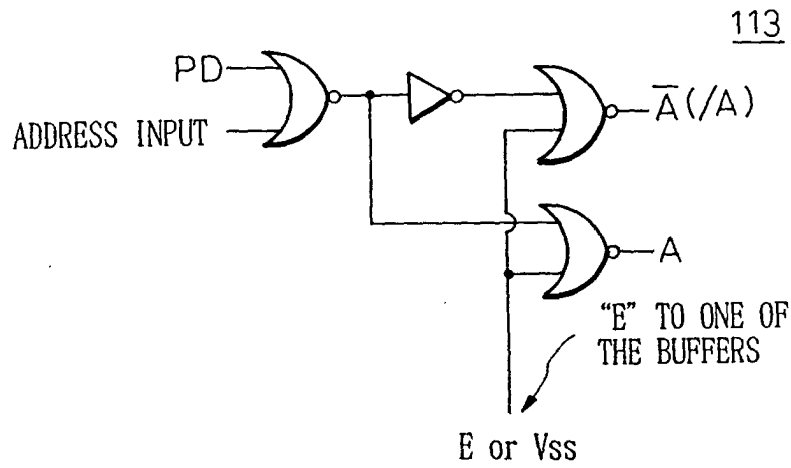 113
PD
ADDRESS INPUT
A̅(/A)
A
"E" TO ONE OF
THE BUFFERS
E or Vss